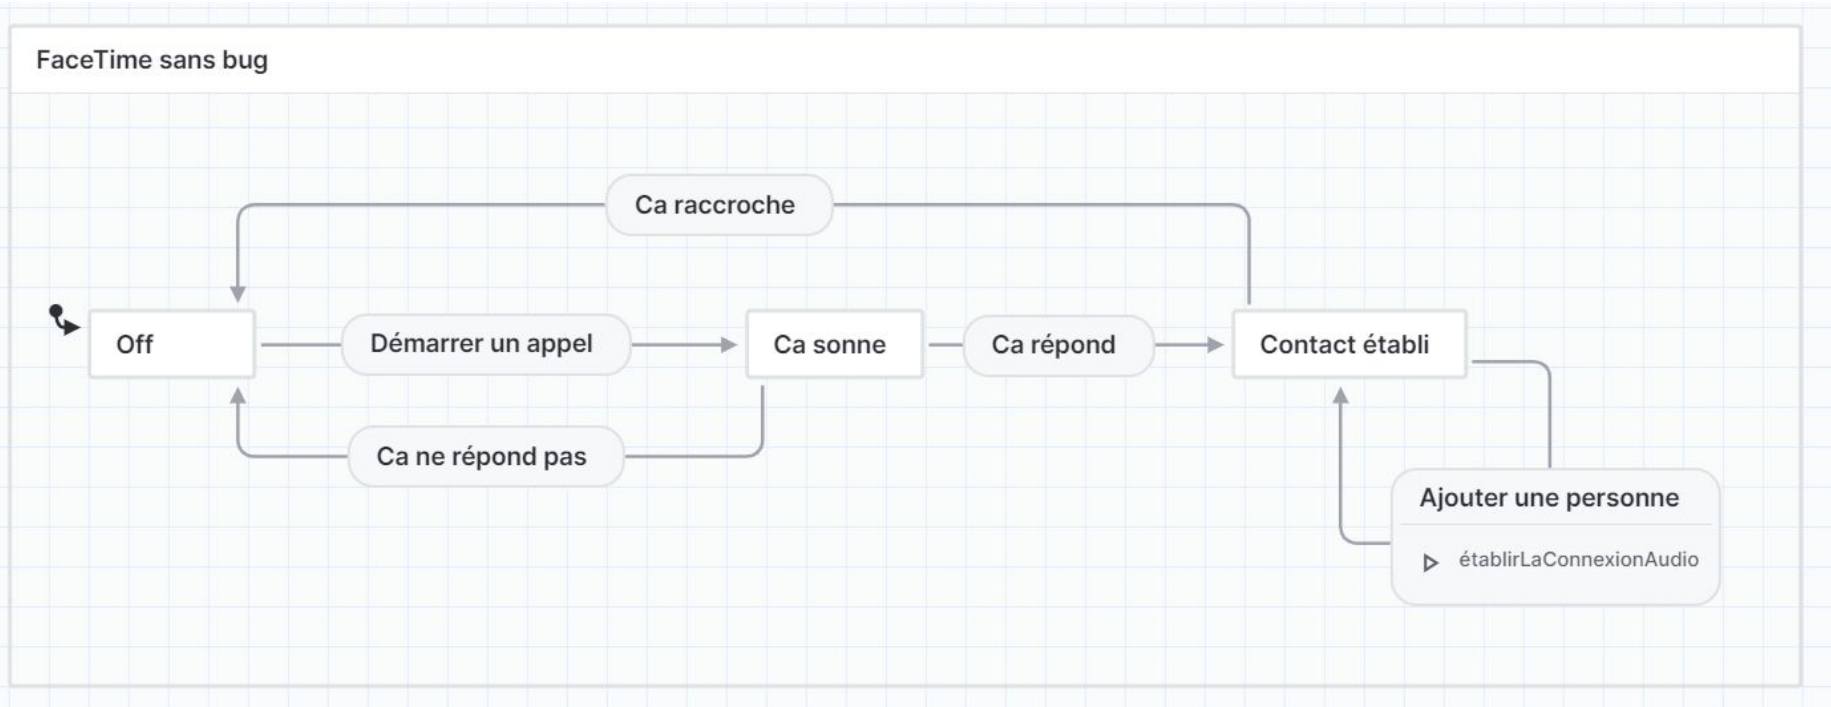 FaceTime sans bug
Ca raccroche
Off
Démarrer un appel
Ca sonne
Ca répond
Contact établi
Ca ne répond pas
Ajouter une personne
établirLaConnexionAudio